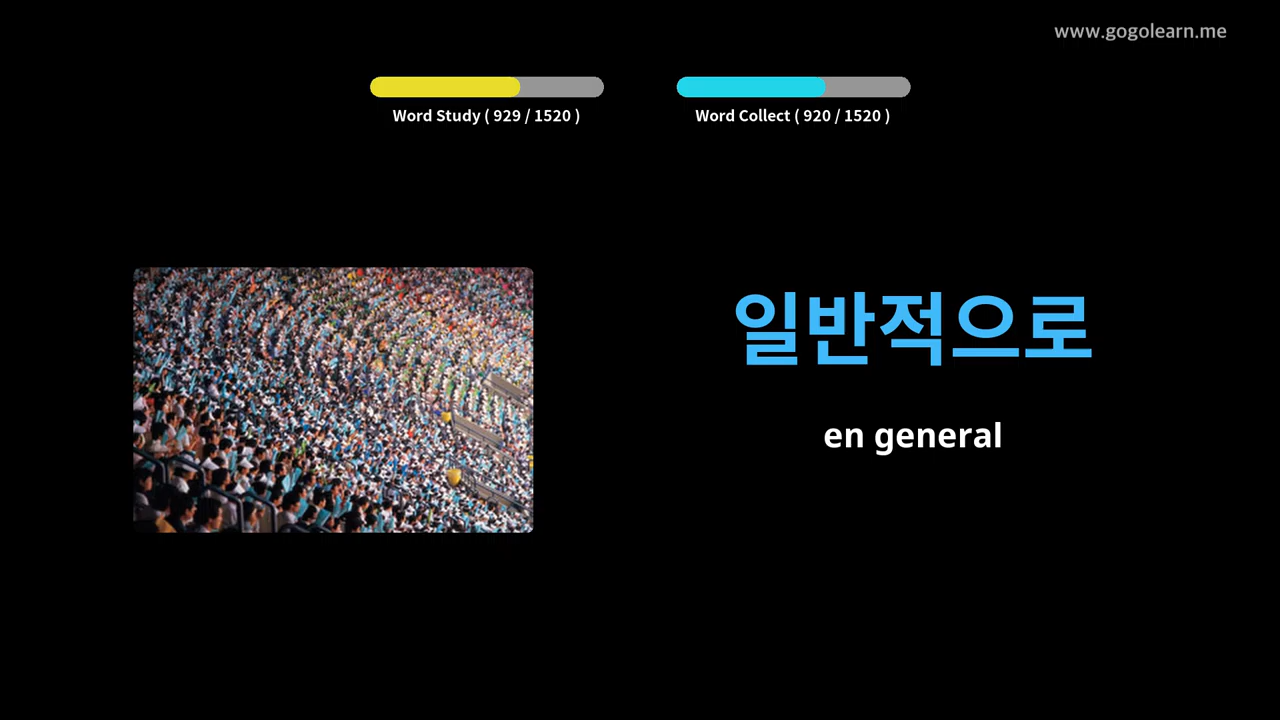 www.gogolearn.me
Word Study ( 929 / 1520 )
Word Collect ( 920 / 1520 )
일반적으로
en general